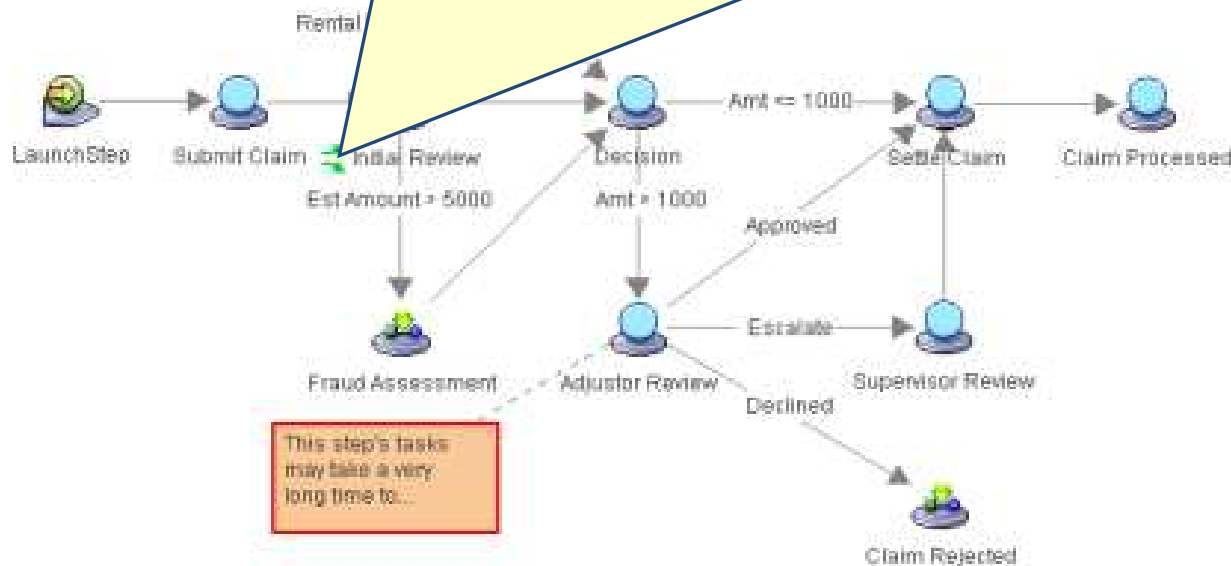 Rental
Amt <= 1000
LaunchStep
Submit Claim
Initial Review
Decision
Settle Claim
Claim Processed
Est Amount > 5000
Amt > 1000
Approved
Escalate
Fraud Assessment
Adjustor Review
Supervisor Review
Declined
This step's tasks
may take a very
long time to...
Claim Rejected